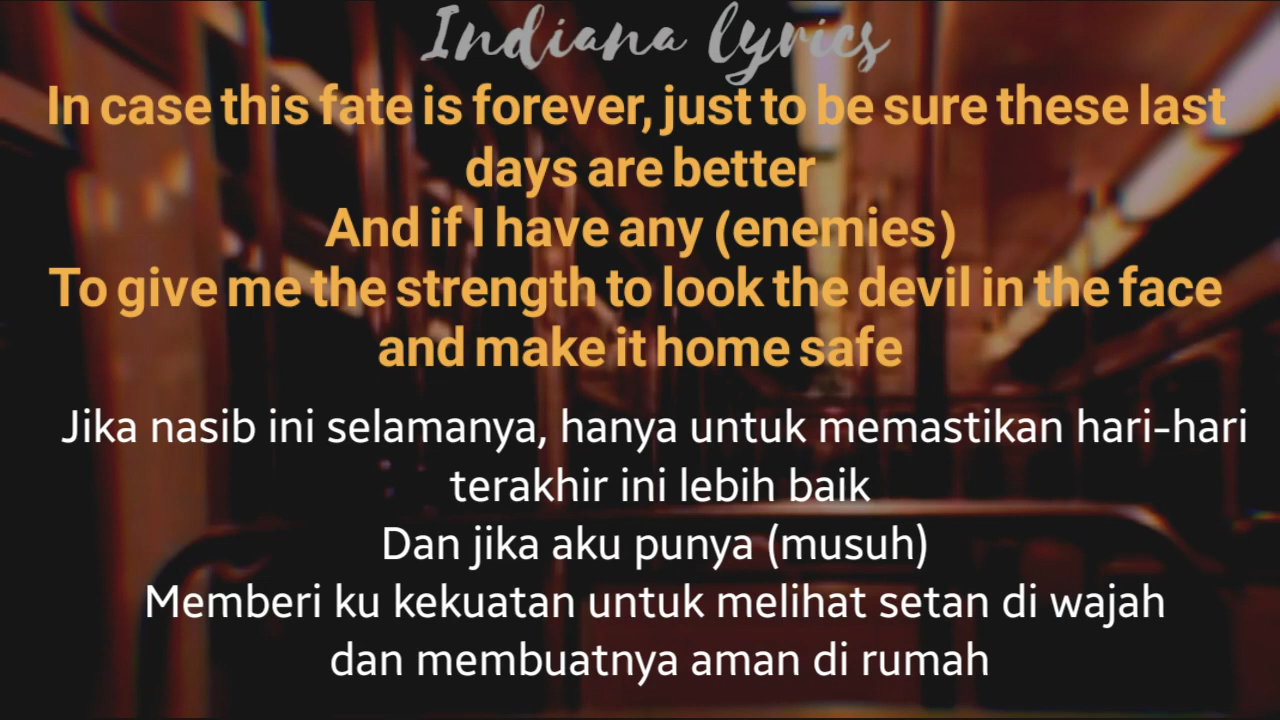 Indiana lyrics
In case this fate is forever, just to be sure these last
days are better
And if I have any (enemies)
To give me the strength to look the devil in the face
and make it home safe
Jika nasib ini selamanya, hanya untuk memastikan hari-hari
terakhir ini lebih baik
Dan jika aku punya (musuh)
Memberi ku kekuatan untuk melihat setan di wajah
dan membuatnya aman di rumah